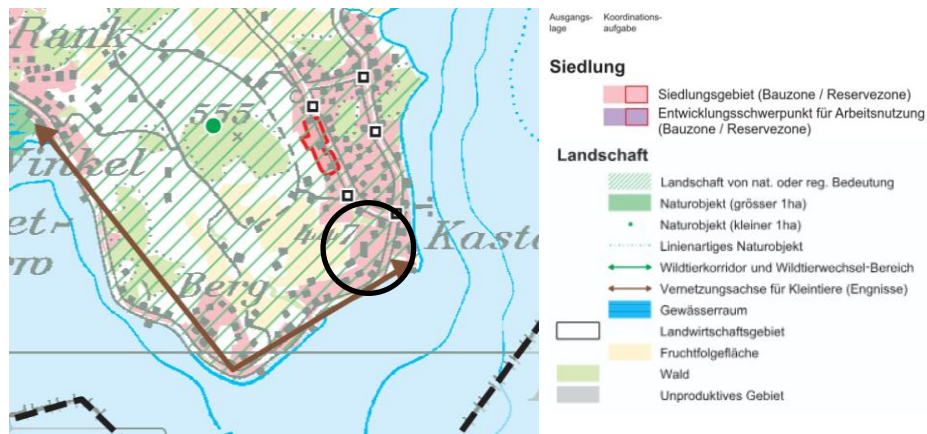 Rank
555
Winkel
447
Kasta
Berg
Ausgangs- Koordinations-
lage aufgabe
Siedlung
Siedlungsgebiet (Bauzone / Reservezone)
Entwicklungsschwerpunkt für Arbeitsnutzung
(Bauzone / Reservezone)
Landschaft
Landschaft von nat. oder reg. Bedeutung
Naturobjekt (grösser 1ha)
Naturobjekt (kleiner 1ha)
Linienartiges Naturobjekt
Wildtierkorridor und Wildtierwechsel-Bereich
Vernetzungsachse für Kleintiere (Engnisse)
Gewässerraum
Landwirtschaftsgebiet
Fruchtfolgefläche
Wald
Unproduktives Gebiet